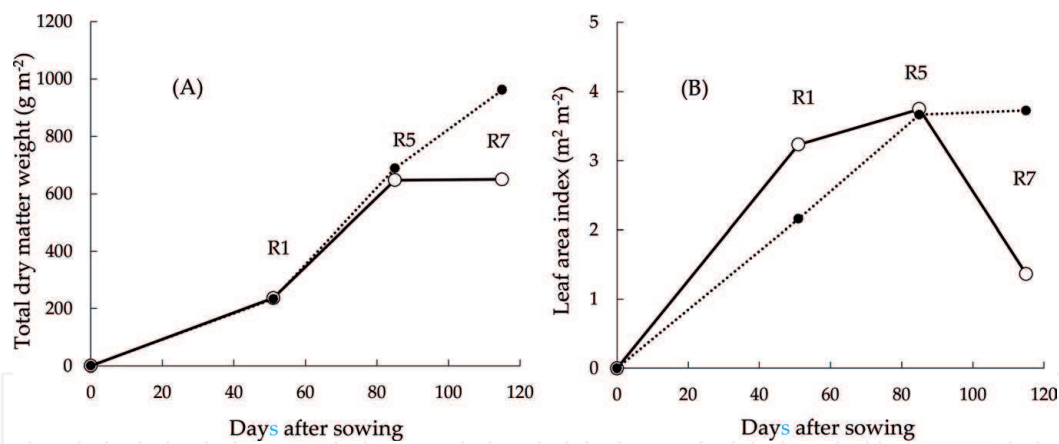 Total dry matter weight (g m-2)
1200
1000
800
600
400
200
0
(A)
R1
R5
R7
0 20 40 60 80 100 120
Days after sowing
Leaf area index (m2 m-2)
5
4
3
2
1
0
(B)
R1
R5
R7
0 20 40 60 80 100 120
Days after sowing